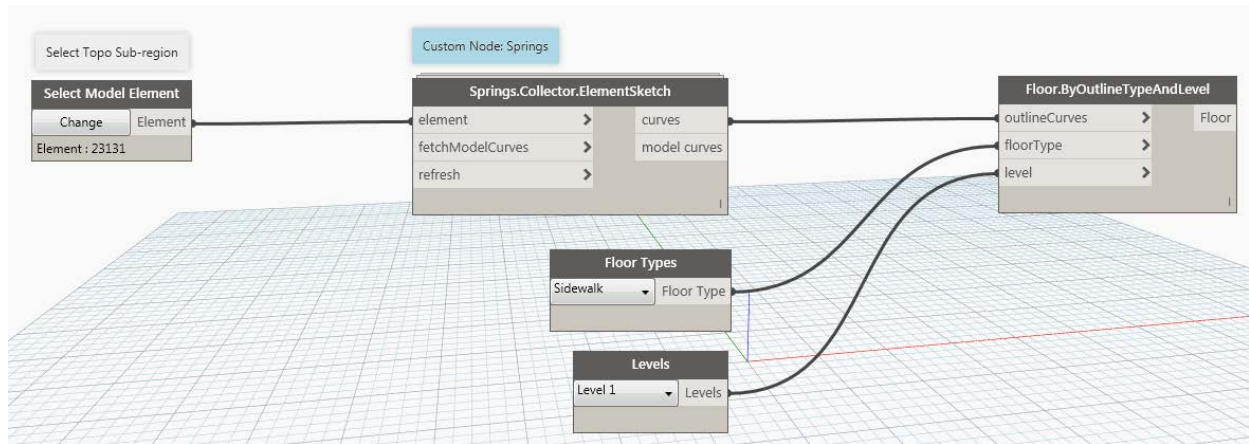 Select Topo Sub-region
Custom Node: Springs
Select Model Element
Change Element
Element : 23131
Springs.Collector.ElementSketch
element > curves
fetchModelCurves > model curves
refresh >
l
Floor.ByOutlineTypeAndLevel
outlineCurves > Floor
floorType >
level >
l
Floor Types
Sidewalk Floor Type
Levels
Level 1 Levels